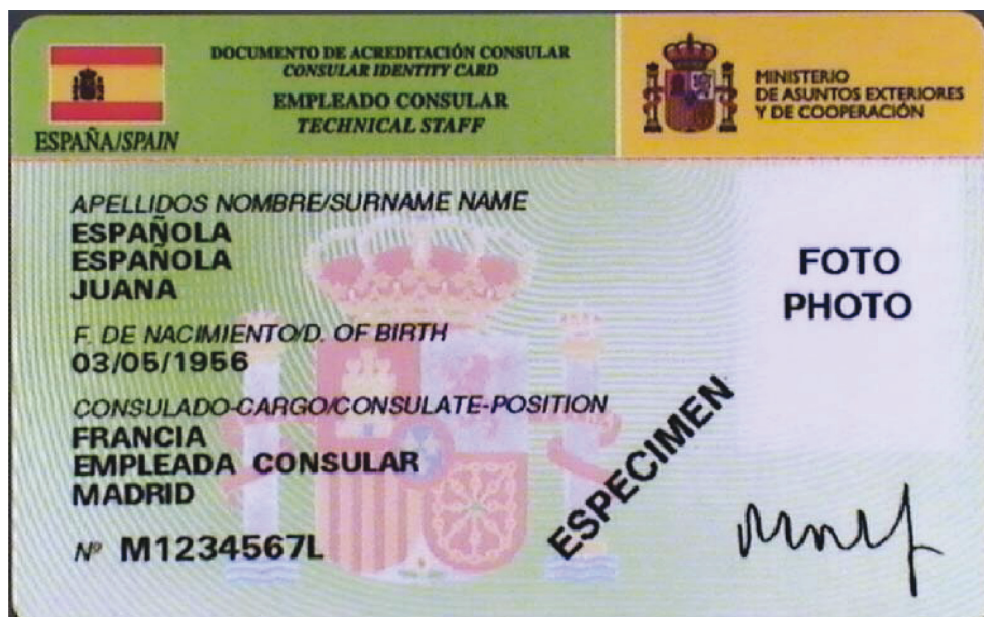 DOCUMENTO DE ACREDITACIÓN CONSULAR
CONSULAR IDENTITY CARD
EMPLEADO CONSULAR
TECHNICAL STAFF
ESPAÑA/SPAIN
MINISTERIO
DE ASUNTOS EXTERIORES
Y DE COOPERACIÓN
APELLIDOS NOMBRE/SURNAME NAME
ESPAÑOLA
ESPAÑOLA
JUANA
FOTO
PHOTO
F. DE NACIMIENTO/D. OF BIRTH
03/05/1956
CONSULADO-CARGO/CONSULATE-POSITION
FRANCIA
EMPLEADA CONSULAR
MADRID
ESPECIMEN
Nº M1234567L